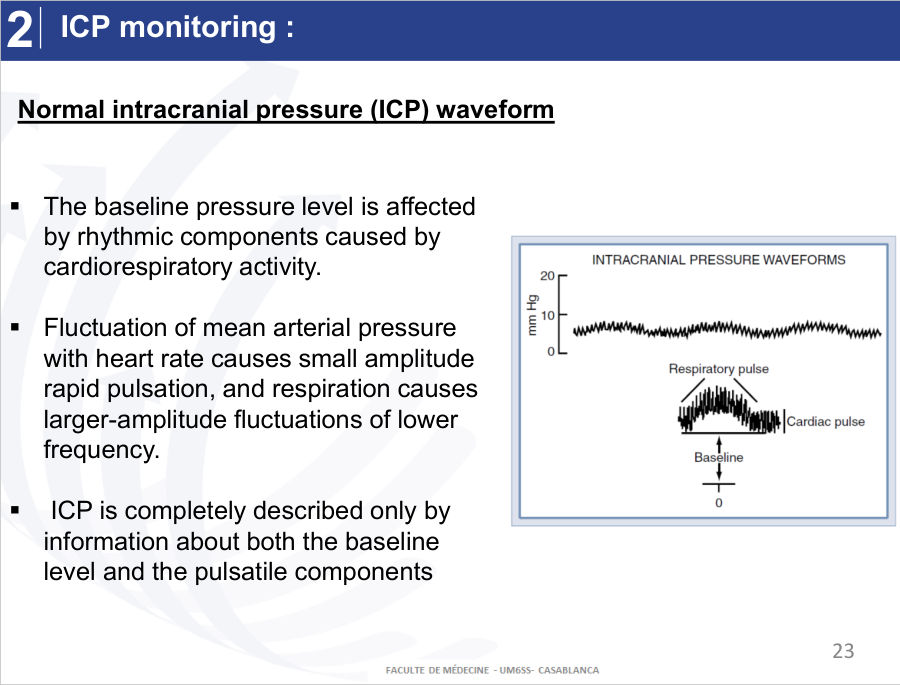 2
ICP monitoring :
Normal intracranial pressure (ICP) waveform
▪ The baseline pressure level is affected
by rhythmic components caused by
cardiorespiratory activity.
▪ Fluctuation of mean arterial pressure
with heart rate causes small amplitude
rapid pulsation, and respiration causes
larger-amplitude fluctuations of lower
frequency.
▪ ICP is completely described only by
information about both the baseline
level and the pulsatile components
INTRACRANIAL PRESSURE WAVEFORMS
20
10
0
mm Hg
Respiratory pulse
Cardiac pulse
Baseline
0
23
FACULTE DE MÉDECINE - UM6SS- CASABLANCA